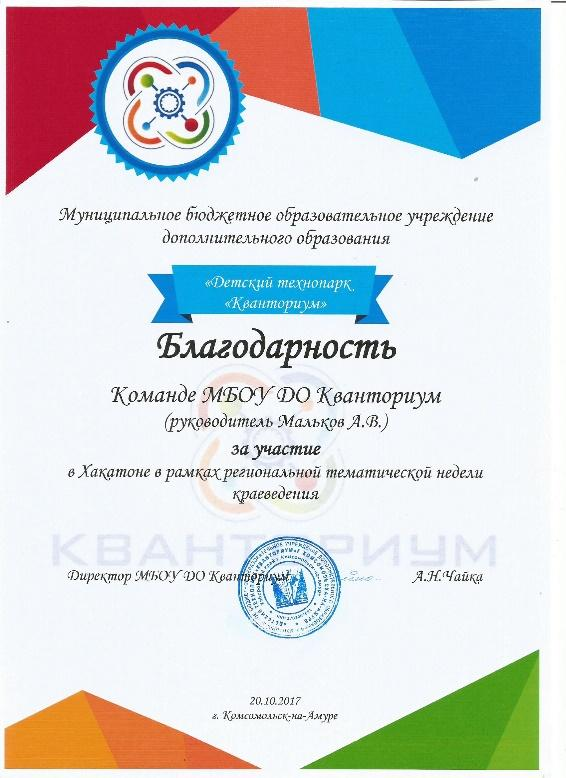 Муниципальное бюджетное образовательное учреждение
дополнительного образования
«Детский технопарк
«Кванториум»
Благодарность
Команде МБОУ ДО Кванториум
(руководитель Мальков А.В.)
за участие
в Хакатоне в рамках региональной тематической недели
краеведения
КВАНТОРИУМ
Директор МБОУ ДО Кванториум
А.Н.Чайка
20.10.2017
г. Комсомольск-на-Амуре